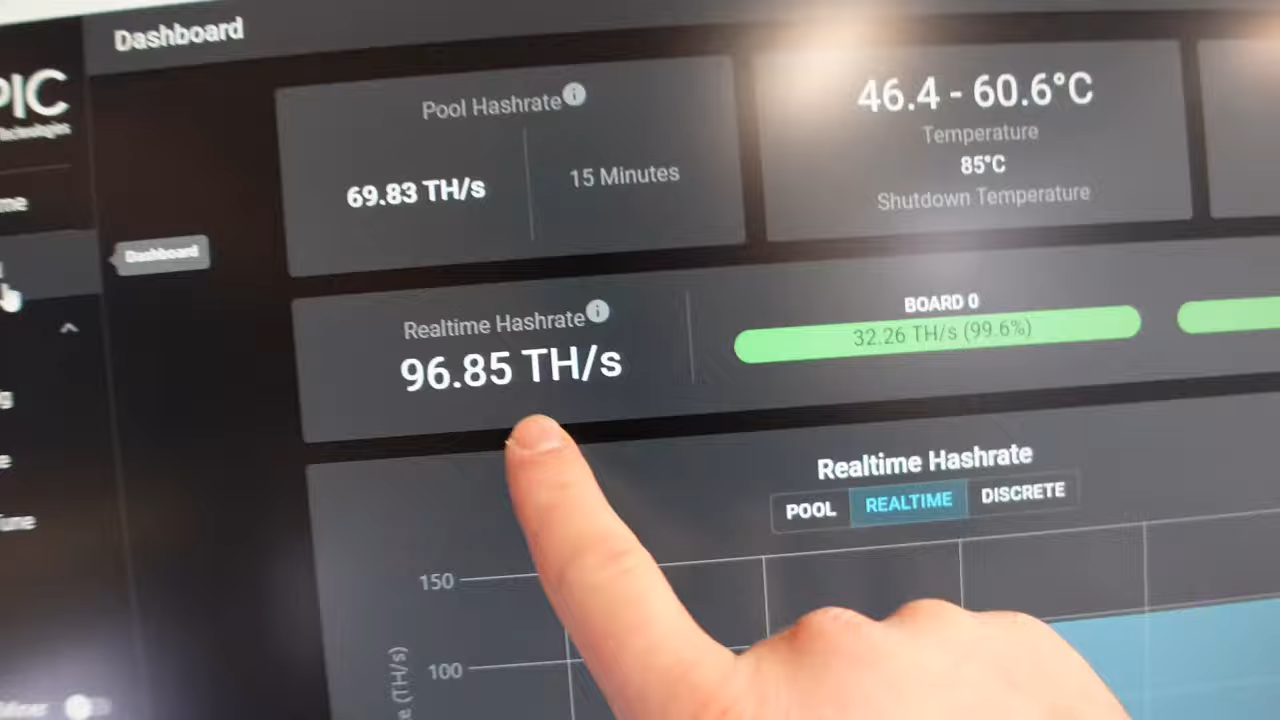 Dashboard
PIC
Technologies
me
Dashboard
Pool Hashrate
69.83 TH/s
15 Minutes
46.4 - 60.6°C
Temperature
85°C
Shutdown Temperature
Realtime Hashrate
96.85 TH/s
BOARD 0
32.26 TH/s (99.6%)
Realtime Hashrate
POOL REALTIME DISCRETE
150
100
(TH/s)